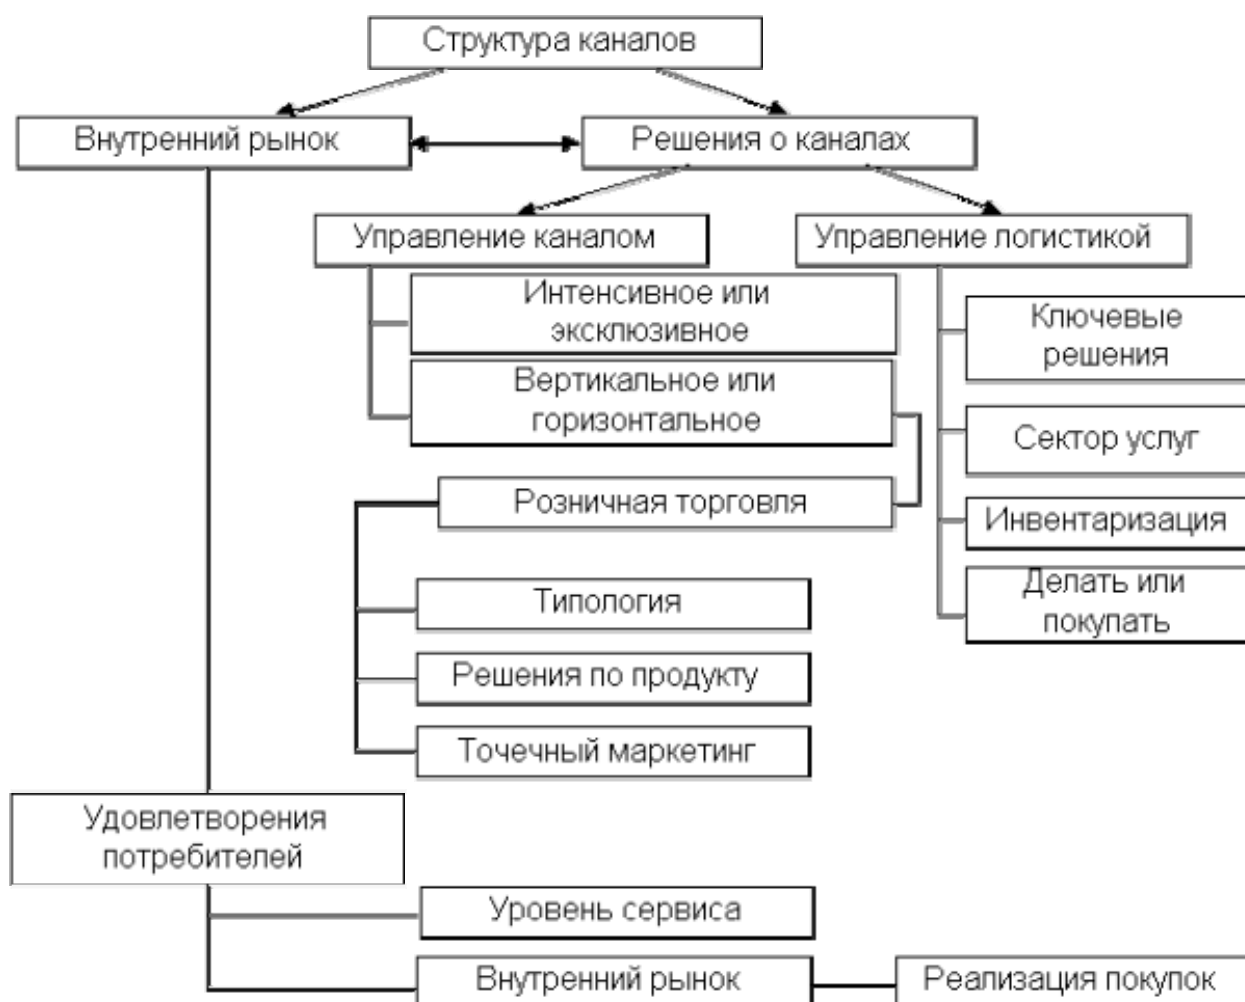 Структура каналов
Внутренний рынок
Решения о каналах
Управление каналом
Управление логистикой
Интенсивное или
эксклюзивное
Вертикальное или
горизонтальное
Розничная торговля
Типология
Решения по продукту
Точечный маркетинг
Ключевые
решения
Сектор услуг
Инвентаризация
Делать или
покупать
Удовлетворения
потребителей
Уровень сервиса
Внутренний рынок
Реализация покупок